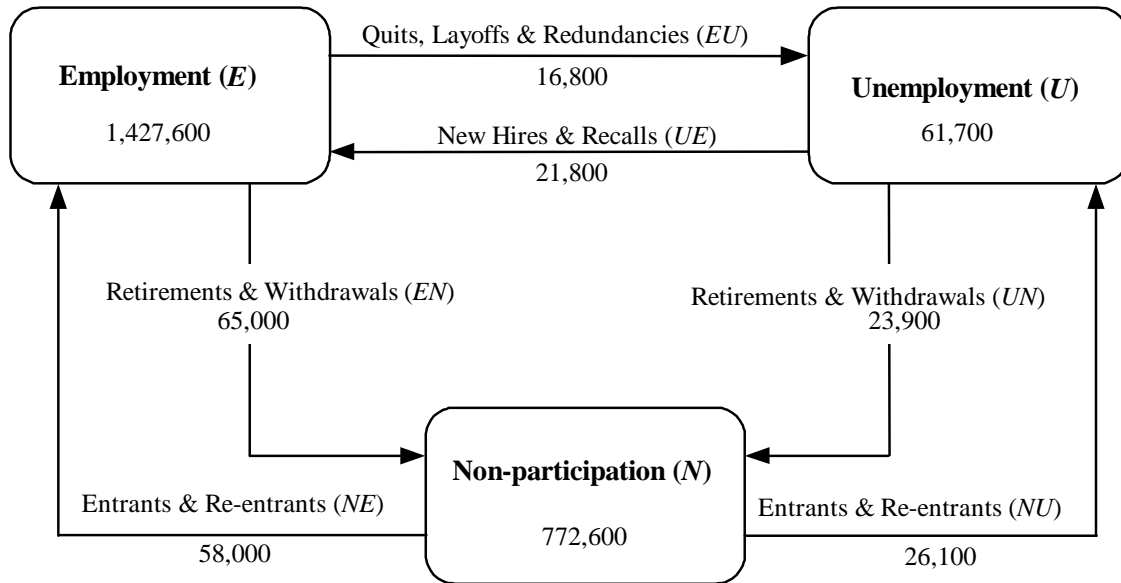 Quits, Layoffs & Redundancies (EU)
Employment (E)
16,800
Unemployment (U)
1,427,600
New Hires & Recalls (UE)
61,700
21,800
Retirements & Withdrawals (EN)
65,000
Retirements & Withdrawals (UN)
23,900
Non-participation (N)
Entrants & Re-entrants (NE)
Entrants & Re-entrants (NU)
772,600
58,000
26,100